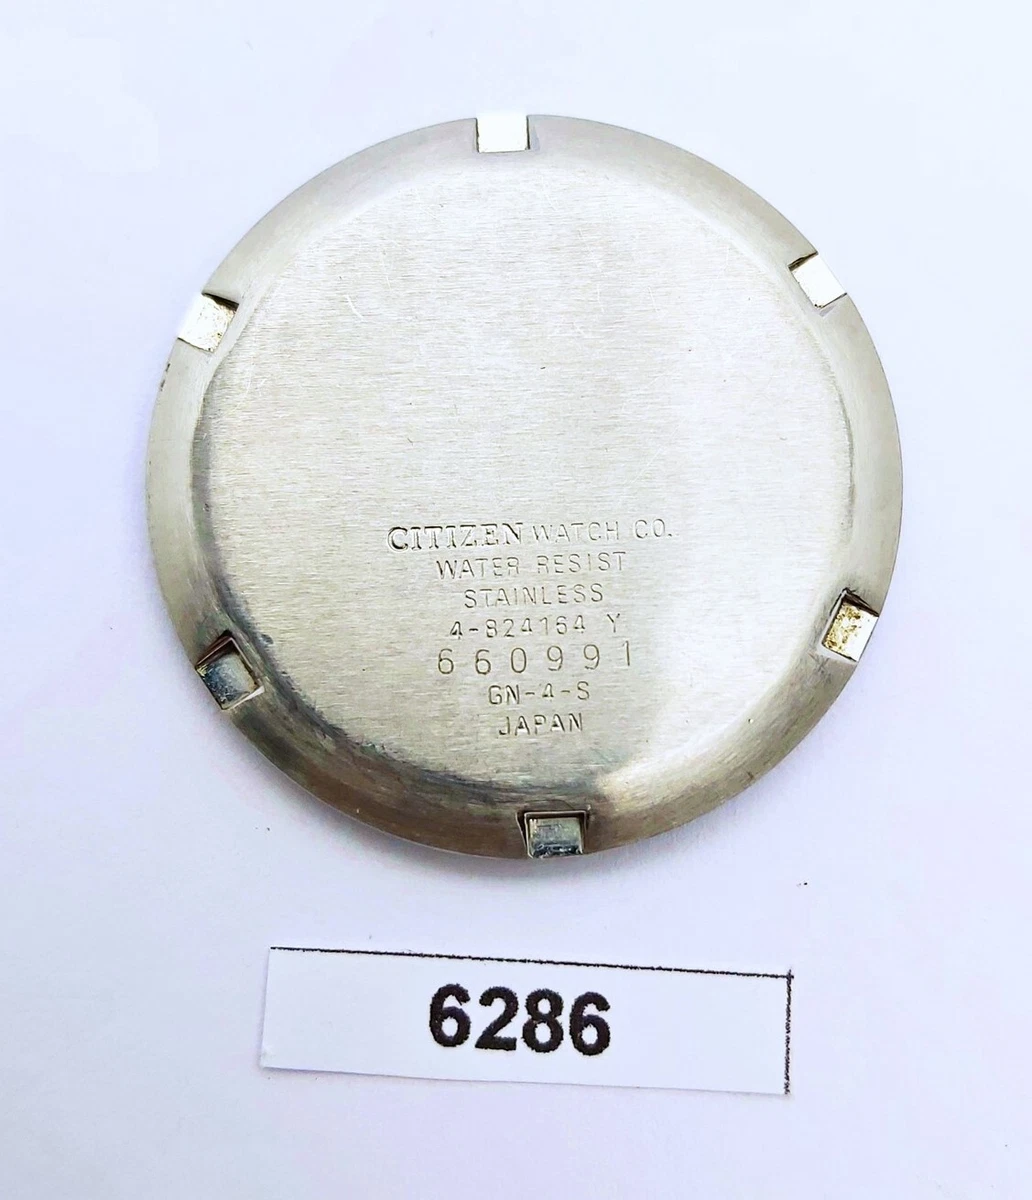 CITIZEN WATCH CO.
WATER RESIST
STAINLESS
4-824164 Y
660991
GN-4-S
JAPAN
6286